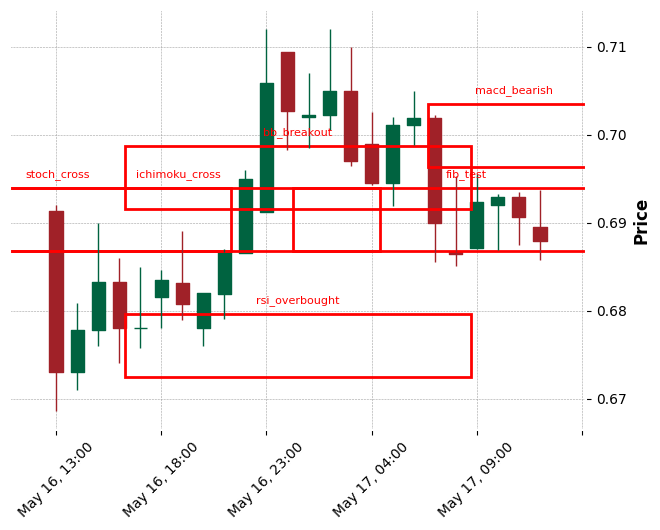 0.71
macd_bearish
0.70
bb_breakout
stoch_cross
ichimoku_cross
fib_test
0.69
Price
rsi_overbought
0.68
0.67
May 16, 13:00
May 16, 18:00
May 16, 23:00
May 17, 04:00
May 17, 09:00